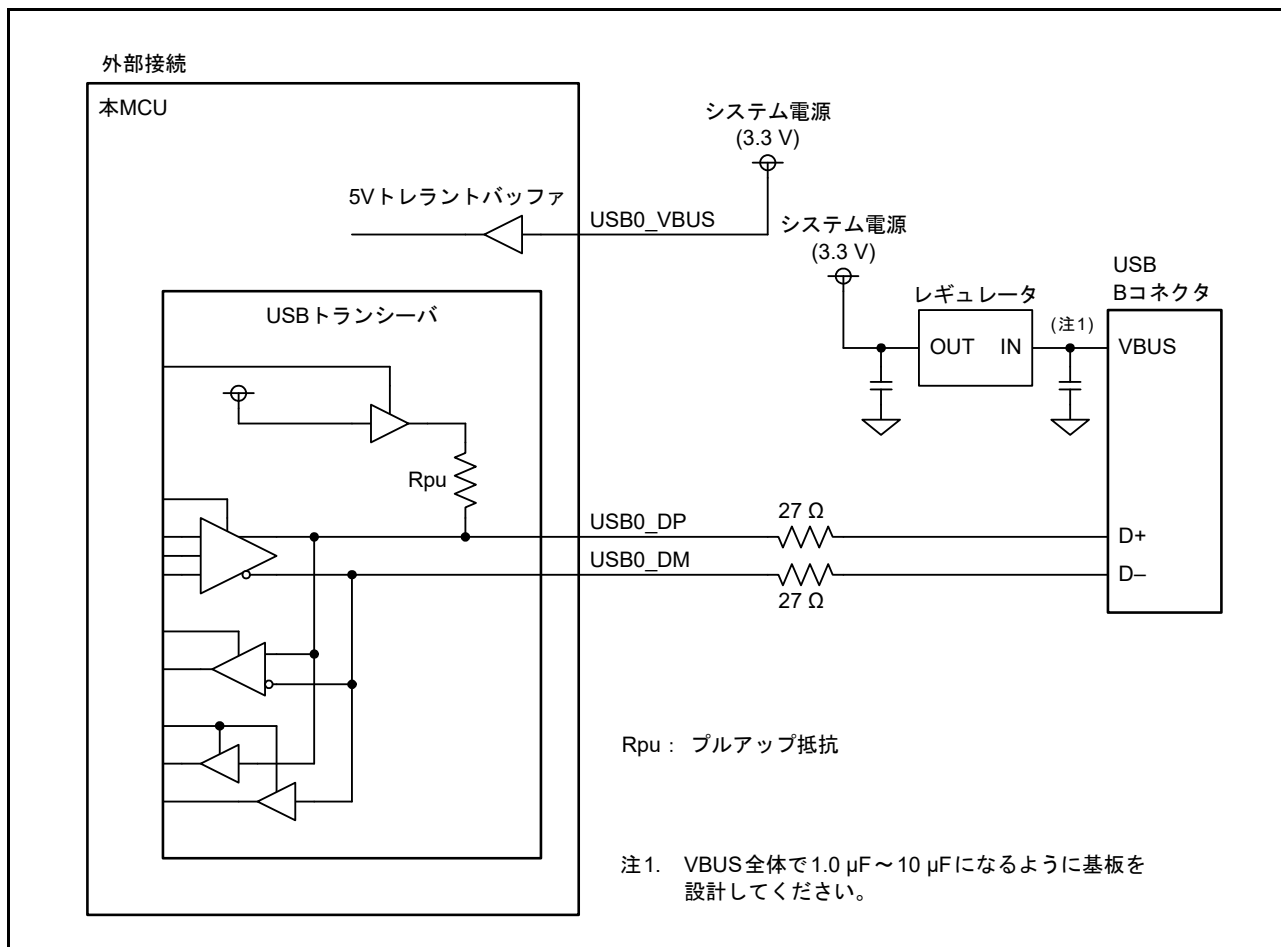 外部接続
本MCU
システム電源
(3.3 V)
5Vトレラントバッファ
USB0_VBUS
システム電源
(3.3 V)
USB
Bコネクタ
レギュレータ
(注1)
OUT IN
VBUS
USBトランシーバ
Rpu
USB0_DP
27 Ω
D+
USB0_DM
27 Ω
D–
Rpu： プルアップ抵抗
注1. VBUS全体で1.0 µF～10 µFになるように基板を
設計してください。